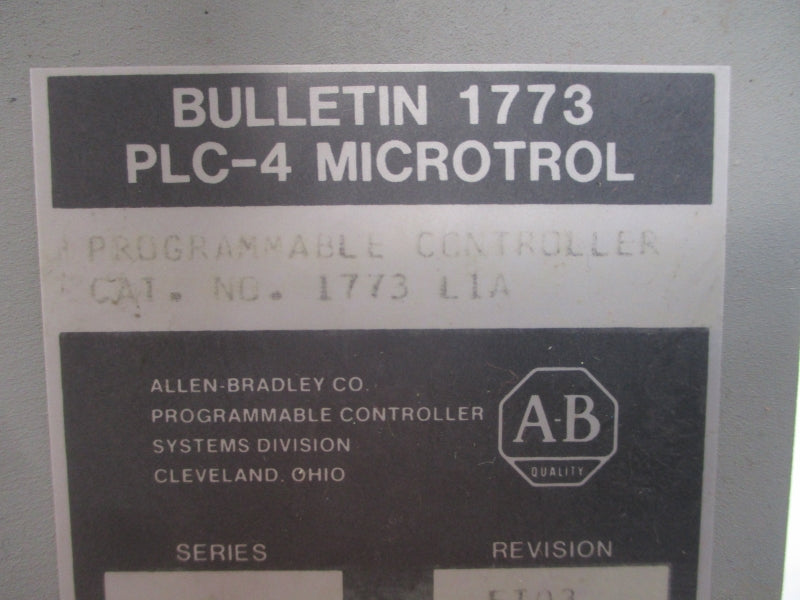 BULLETIN 1773
PLC-4 MICROTROL
PROGRAMMABLE CONTROLLER
CAT. NO. 1773 L1A
ALLEN-BRADLEY CO.
PROGRAMMABLE CONTROLLER
SYSTEMS DIVISION
CLEVELAND, OHIO
A-B
QUALITY
SERIES
REVISION